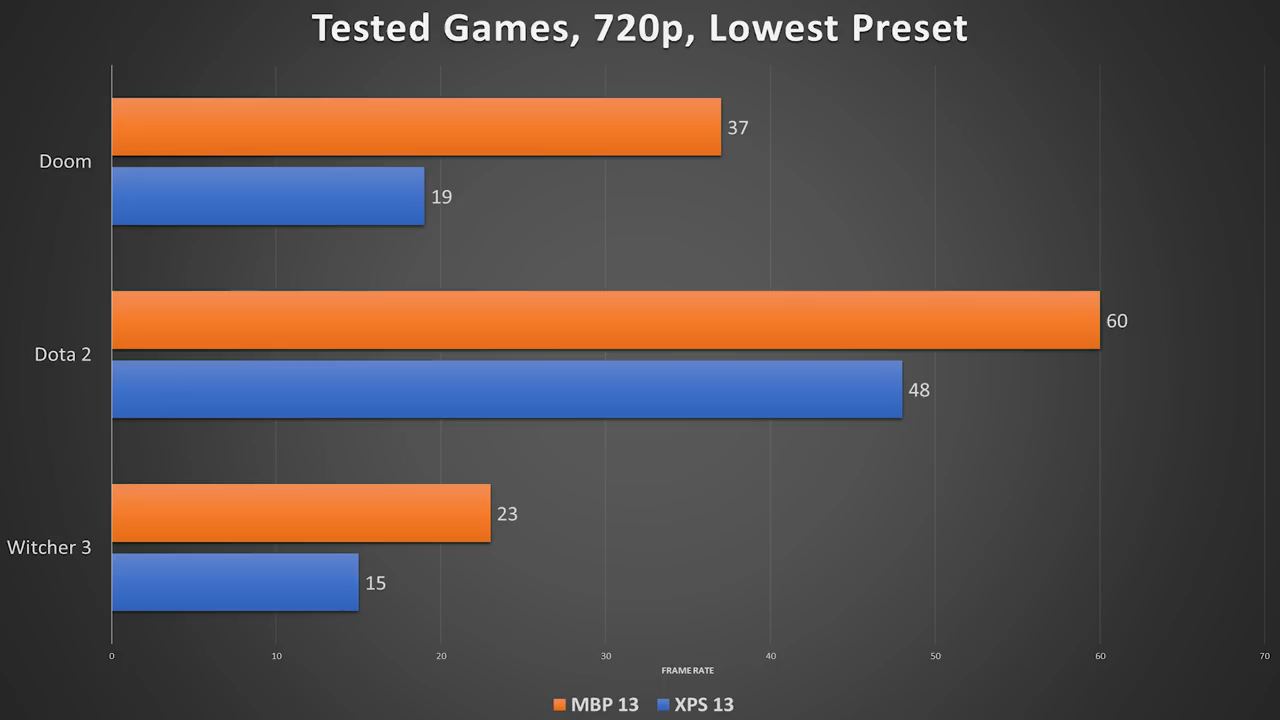 Tested Games, 720p, Lowest Preset
Doom
37
19
Dota 2
60
48
Witcher 3
23
15
0 10 20 30 40 50 60 70
FRAME RATE
MBP 13 XPS 13